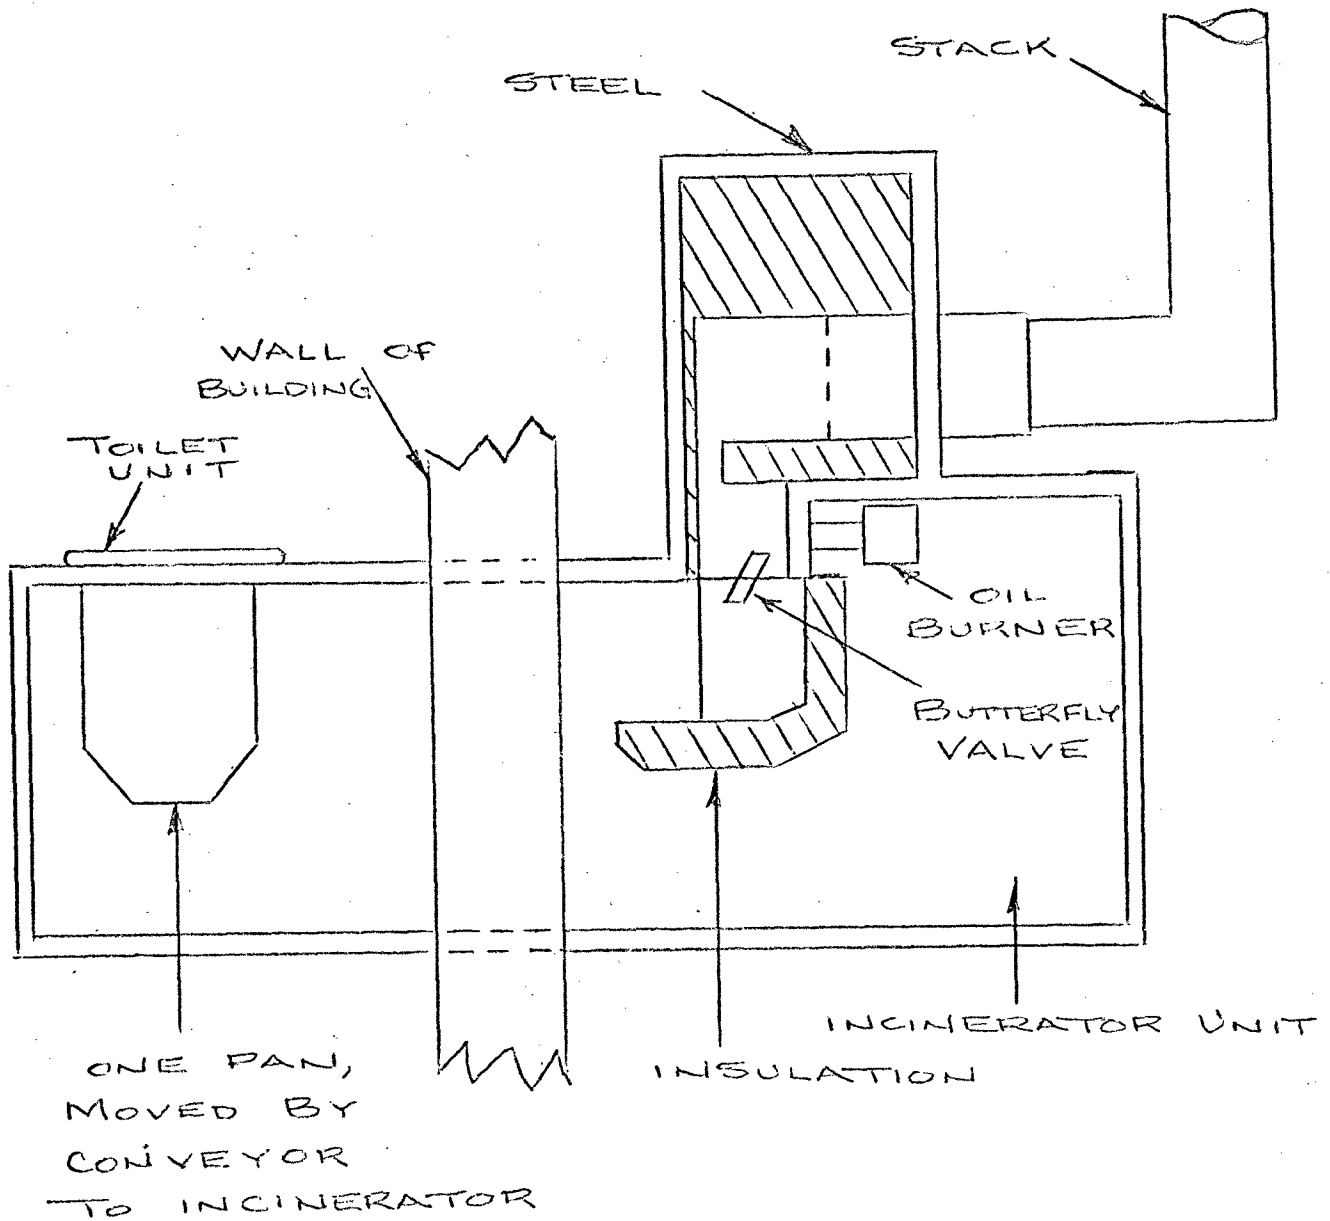 STACK
STEEL
WALL OF
BUILDING
TOILET
UNIT
OIL
BURNER
BUTTERFLY
VALVE
INCINERATOR UNIT
INSULATION
ONE PAN,
MOVED BY
CONVEYOR
TO INCINERATOR